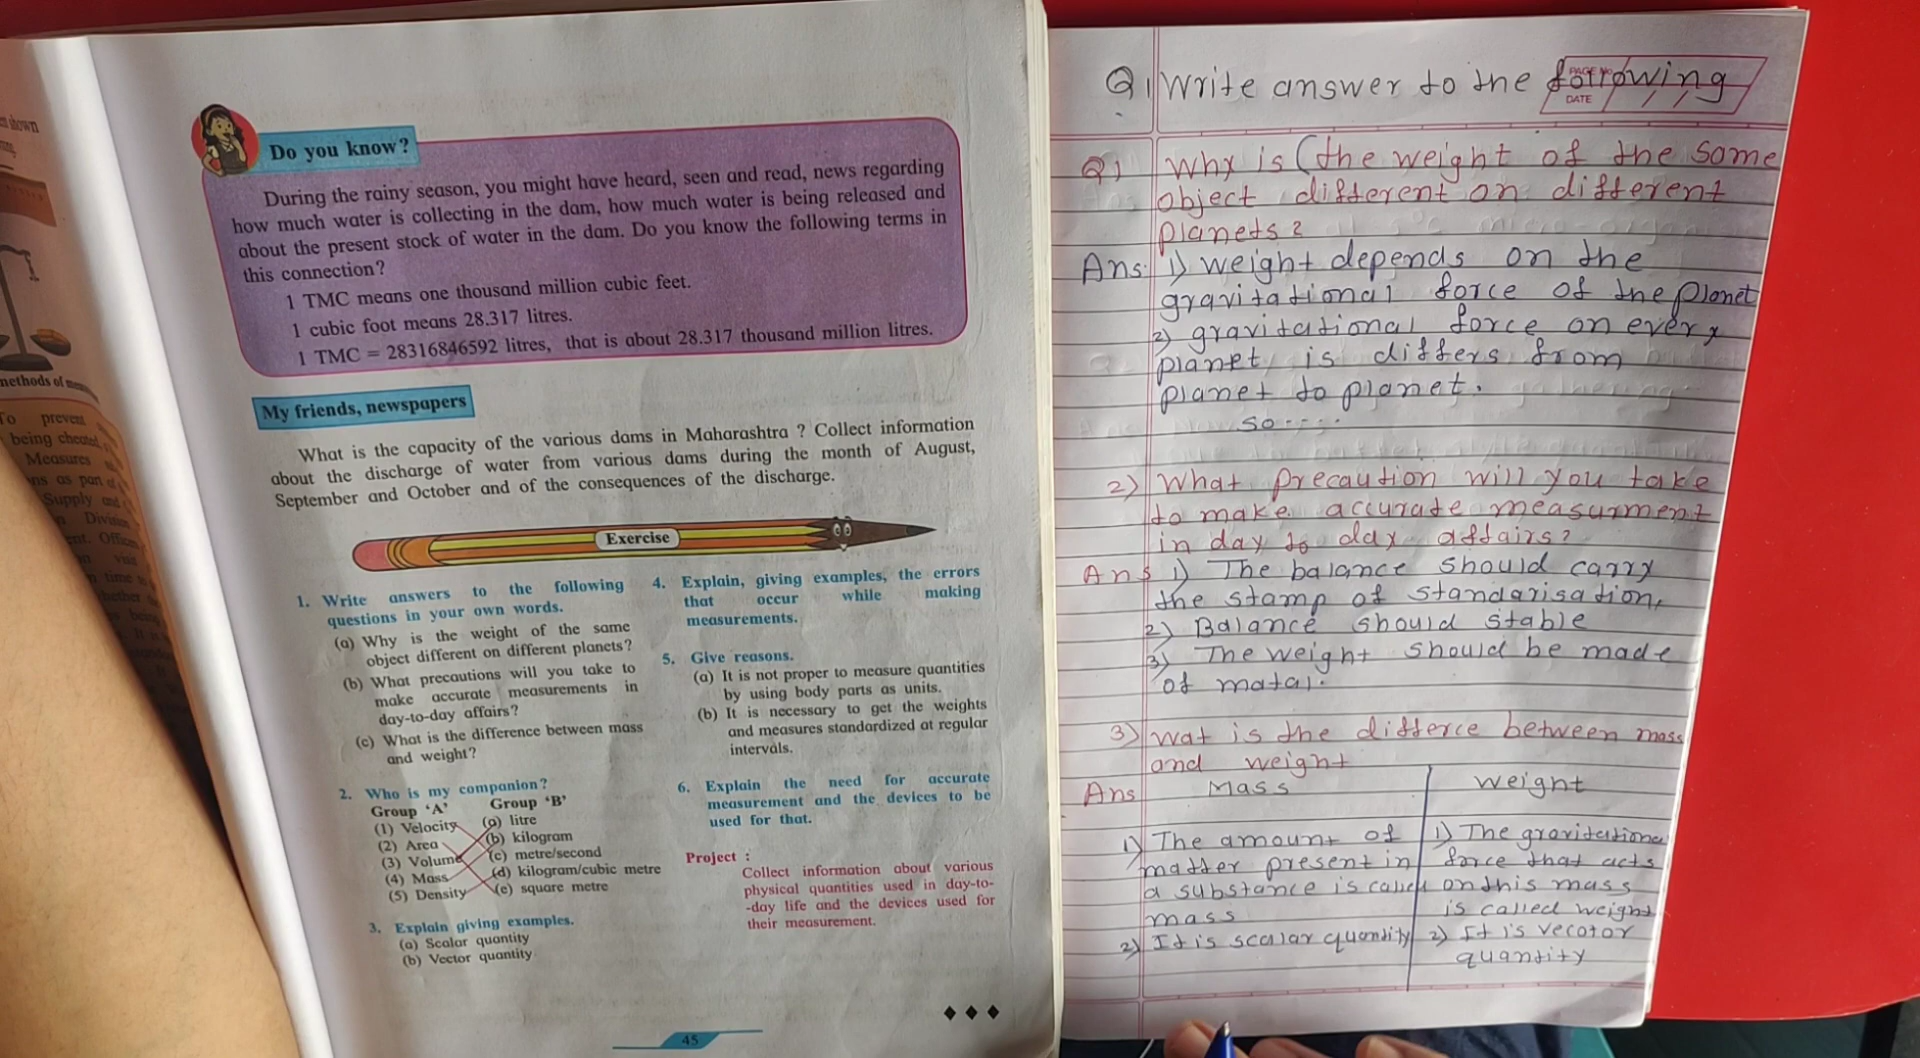 Do you know?
During the rainy season, you might have heard, seen and read, news regarding
how much water is collecting in the dam, how much water is being released and
about the present stock of water in the dam. Do you know the following terms in
this connection?
1 TMC means one thousand million cubic feet.
1 cubic foot means 28.317 litres.
1 TMC = 28316846592 litres, that is about 28.317 thousand million litres.
My friends, newspapers
What is the capacity of the various dams in Maharashtra ? Collect information
about the discharge of water from various dams during the month of August,
September and October and of the consequences of the discharge.
Exercise
1. Write answers to the following
questions in your own words.
(a) Why is the weight of the same
object different on different planets?
(b) What precautions will you take to
make accurate measurements in
day-to-day affairs?
(c) What is the difference between mass
and weight?
2. Who is my companion?
Group 'A' Group 'B'
(1) Velocity (a) litre
(2) Area (b) kilogram
(3) Volume (c) metre/second
(4) Mass (d) kilogram/cubic metre
(5) Density (e) square metre
3. Explain giving examples.
(a) Scalar quantity
(b) Vector quantity
4. Explain, giving examples, the errors
that occur while making
measurements.
5. Give reasons.
(a) It is not proper to measure quantities
by using body parts as units.
(b) It is necessary to get the weights
and measures standardized at regular
intervals.
6. Explain the need for accurate
measurement and the devices to be
used for that.
Project :
Collect information about various
physical quantities used in day-to-
-day life and the devices used for
their measurement.
45
PAGE No
DATE
Q1 Write answer to the following
Q1 Why is (the weight of the some
object different on different
planets?
Ans: 1) weight depends on the
gravitational force of the planet
2) gravitational force on every
planet is differs from
planet to planet.
so.....
2) What precaution will you take
to make accurate measurment
in day to day affairs?
Ans 1) The balance should carry
the stamp of standarisation,
2) Balance should stable
3) The weight should be made
of matal.
3) Wat is the differce between mass
and weight
Ans Mass weight
1) The amount of
matter present in
a substance is called
mass
2) It is scalar quantity
1) The gravitational
force that acts
on this mass
is called weight
2) It is vecotor
quantity